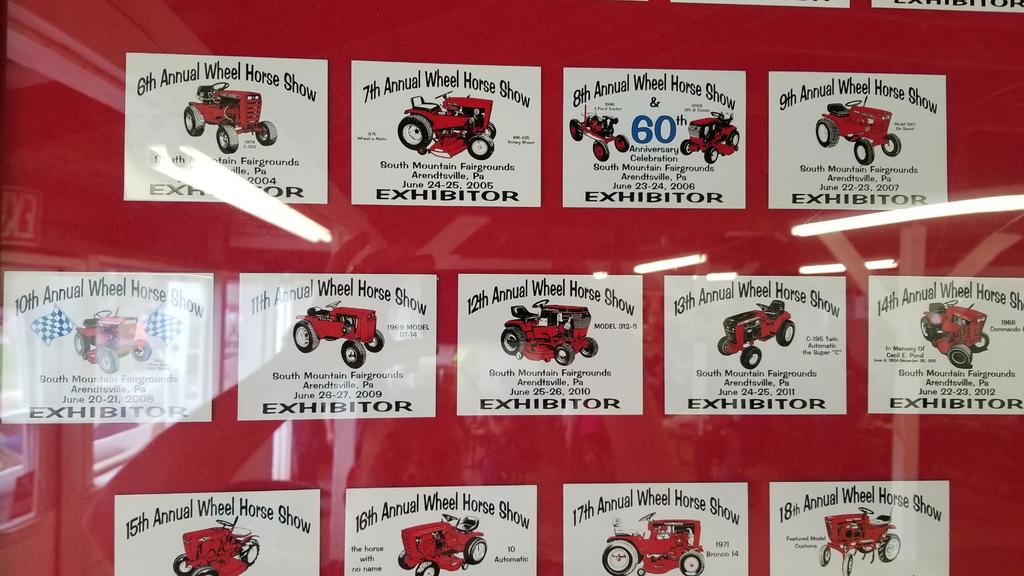 EXHIBITOR
6th Annual Wheel Horse Show
1974
C-100
South Mountain Fairgrounds
Arendtsville, Pa
2004
EXHIBITOR
7th Annual Wheel Horse Show
875
Wheel-a-Matic
RM-425
Rotary Mower
South Mountain Fairgrounds
Arendtsville, Pa
June 24-25, 2005
EXHIBITOR
8th Annual Wheel Horse Show
&
1946
Pond Tractor
2006
60th
Anniversary
Celebration
South Mountain Fairgrounds
Arendtsville, Pa
June 23-24, 2006
EXHIBITOR
9th Annual Wheel Horse Show
Six Speed
South Mountain Fairgrounds
Arendtsville, Pa
June 22-23, 2007
EXHIBITOR
10th Annual Wheel Horse Show
South Mountain Fairgrounds
Arendtsville, Pa
June 20-21, 2008
EXHIBITOR
11th Annual Wheel Horse Show
1969 MODEL
GT-14
South Mountain Fairgrounds
Arendtsville, Pa
June 26-27, 2009
EXHIBITOR
12th Annual Wheel Horse Show
MODEL 312-8
South Mountain Fairgrounds
Arendtsville, Pa
June 25-26, 2010
EXHIBITOR
13th Annual Wheel Horse Show
C-195 Twin
Automatic
the Super "C"
South Mountain Fairgrounds
Arendtsville, Pa
June 24-25, 2011
EXHIBITOR
14th Annual Wheel Horse Show
1968
Commando
In Memory Of
Cecil E. Pond
South Mountain Fairgrounds
Arendtsville, Pa
June 22-23, 2012
EXHIBITOR
15th Annual Wheel Horse Show
16th Annual Wheel Horse Show
the horse
with
no name
10
Automatic
17th Annual Wheel Horse Show
1971
Bronco 14
18th Annual Wheel Horse Show
Featured Model
Customs